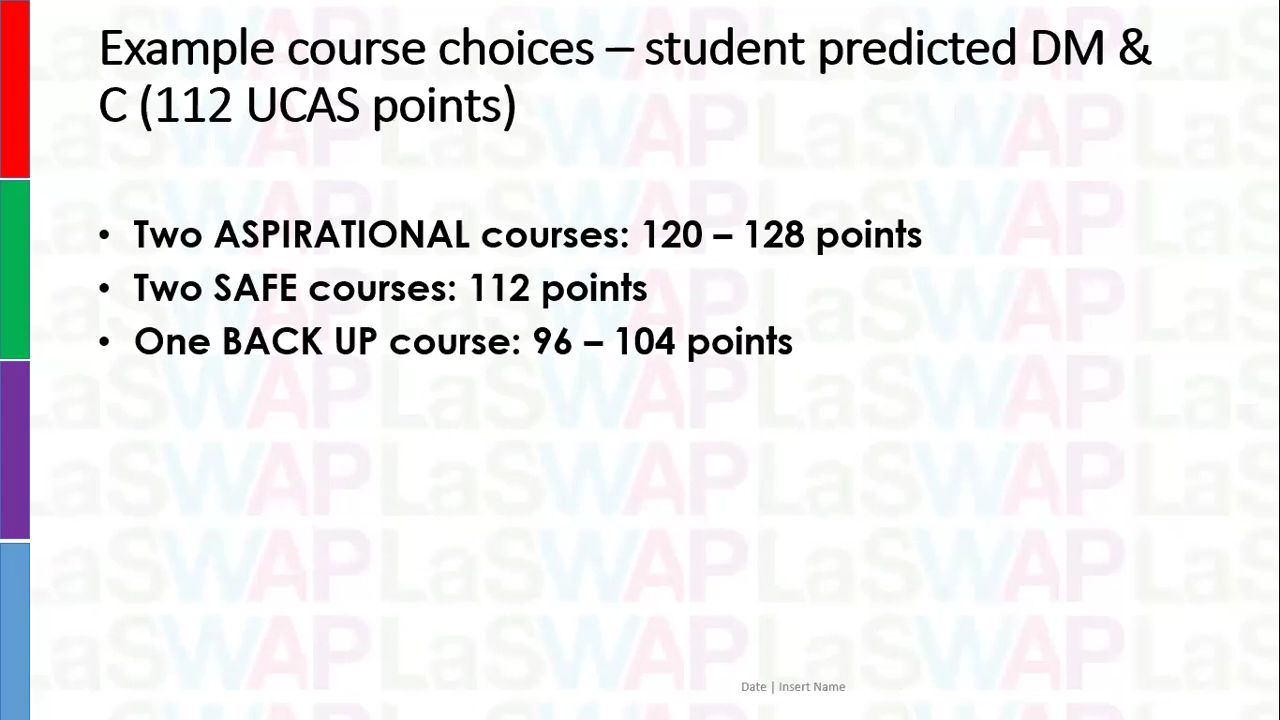 Example course choices – student predicted DM &
C (112 UCAS points)
• Two ASPIRATIONAL courses: 120 – 128 points
• Two SAFE courses: 112 points
• One BACK UP course: 96 – 104 points
Date | Insert Name